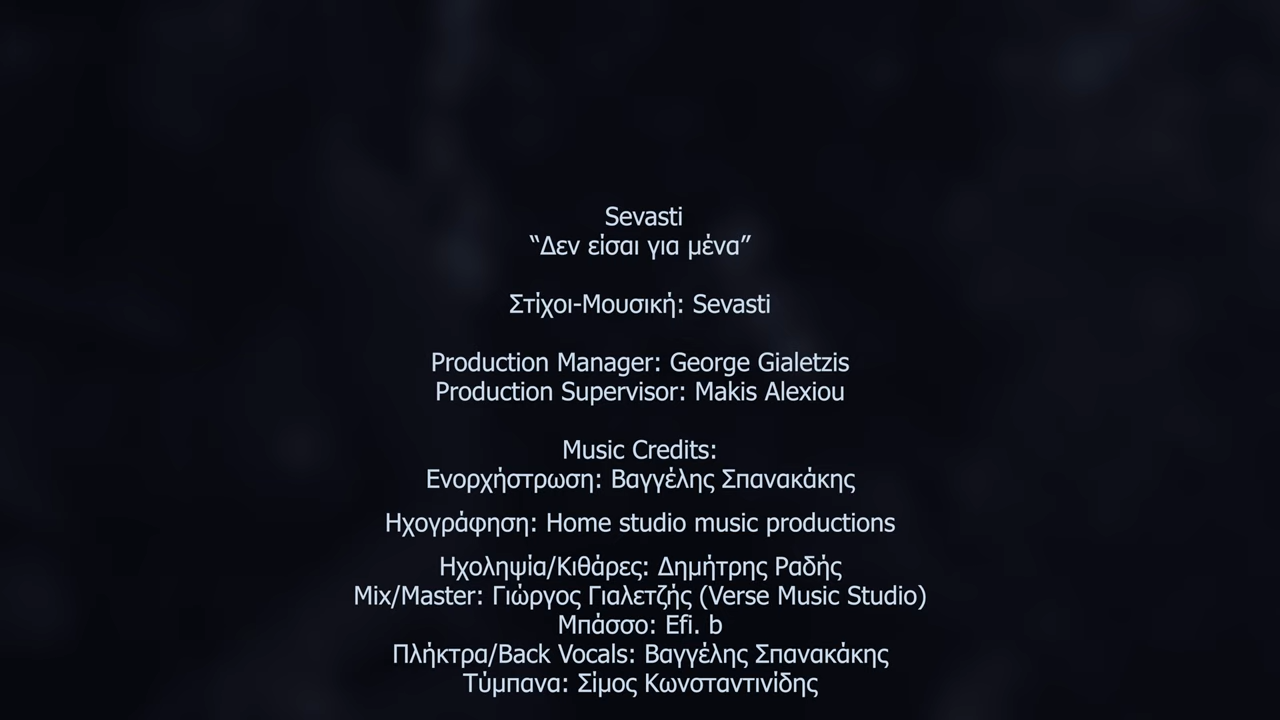 Sevasti
“Δεν είσαι για μένα”
Στίχοι-Μουσική: Sevasti
Production Manager: George Gialetzis
Production Supervisor: Makis Alexiou
Music Credits:
Ενορχήστρωση: Βαγγέλης Σπανακάκης
Ηχογράφηση: Home studio music productions
Ηχοληψία/Κιθάρες: Δημήτρης Ραδής
Mix/Master: Γιώργος Γιαλετζής (Verse Music Studio)
Μπάσσο: Efi. b
Πλήκτρα/Back Vocals: Βαγγέλης Σπανακάκης
Τύμπανα: Σίμος Κωνσταντινίδης